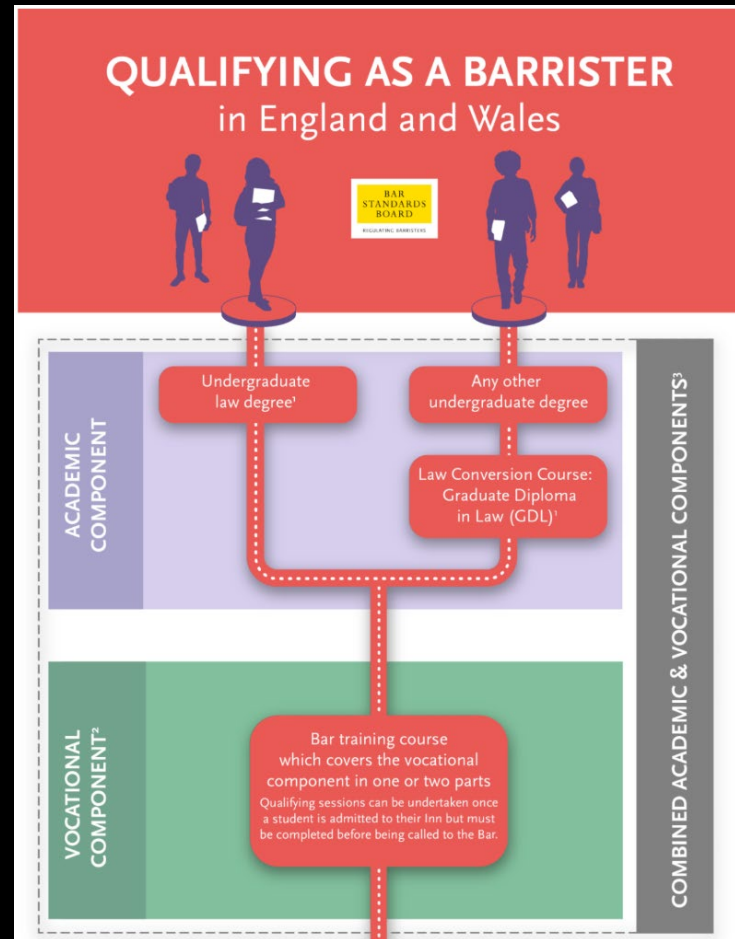 QUALIFYING AS A BARRISTER
in England and Wales
BAR
STANDARDS
BOARD
REGULATING BARRISTERS
ACADEMIC
COMPONENT
Undergraduate
law degree¹
Any other
undergraduate degree
Law Conversion Course:
Graduate Diploma
in Law (GDL)¹
VOCATIONAL
COMPONENT²
Bar training course
which covers the vocational
component in one or two parts
Qualifying sessions can be undertaken once
a student is admitted to their Inn but must
be completed before being called to the Bar.
COMBINED ACADEMIC & VOCATIONAL COMPONENTS³